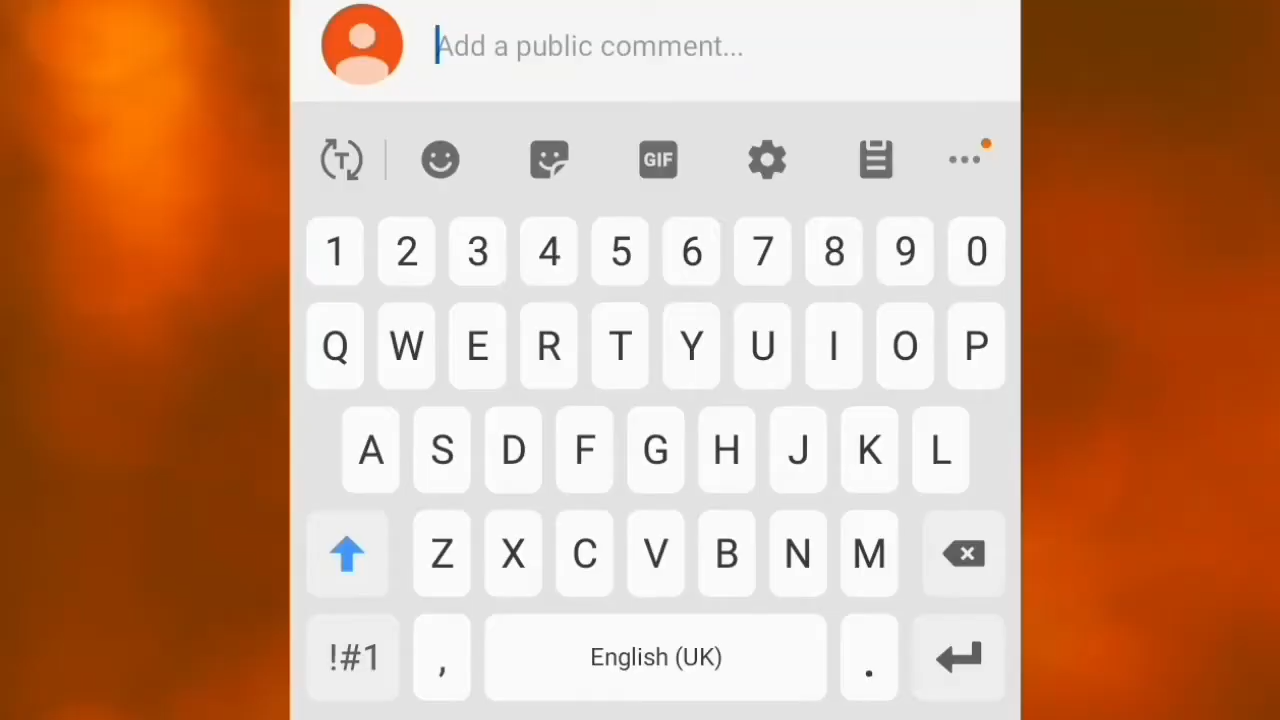 Add a public comment...
T GIF ...
1 2 3 4 5 6 7 8 9 0
Q W E R T Y U I O P
A S D F G H J K L
Z X C V B N M
!#1 , English (UK) .